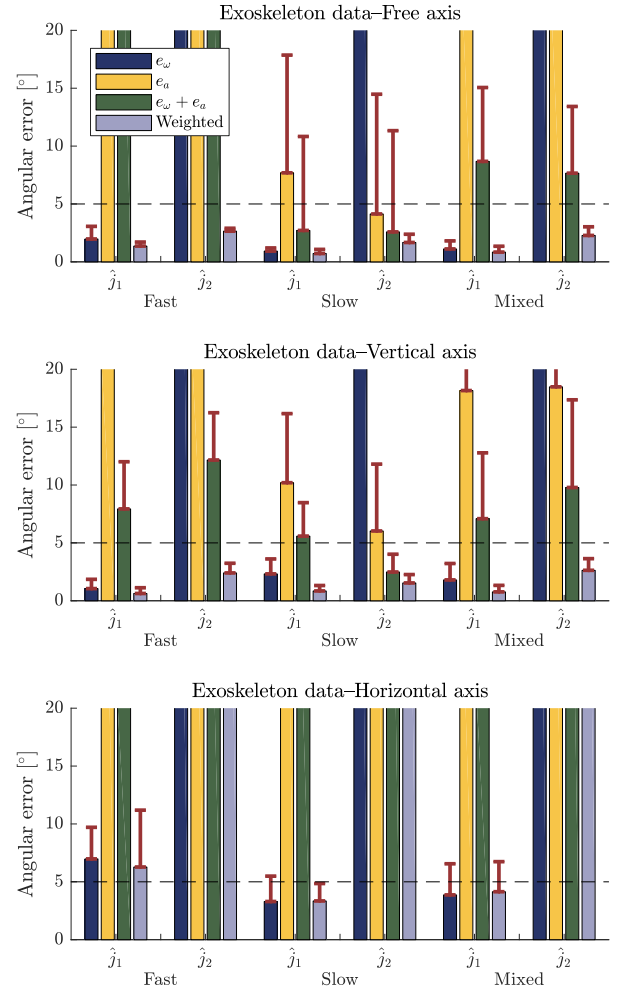 Exoskeleton data–Free axis
20
15
10
5
0
Angular error [°]
e_ω
e_a
e_ω + e_a
Weighted
ĵ₁ ĵ₂ ĵ₁ ĵ₂ ĵ₁ ĵ₂
Fast Slow Mixed
Exoskeleton data–Vertical axis
20
15
10
5
0
Angular error [°]
ĵ₁ ĵ₂ ĵ₁ ĵ₂ ĵ₁ ĵ₂
Fast Slow Mixed
Exoskeleton data–Horizontal axis
20
15
10
5
0
Angular error [°]
ĵ₁ ĵ₂ ĵ₁ ĵ₂ ĵ₁ ĵ₂
Fast Slow Mixed